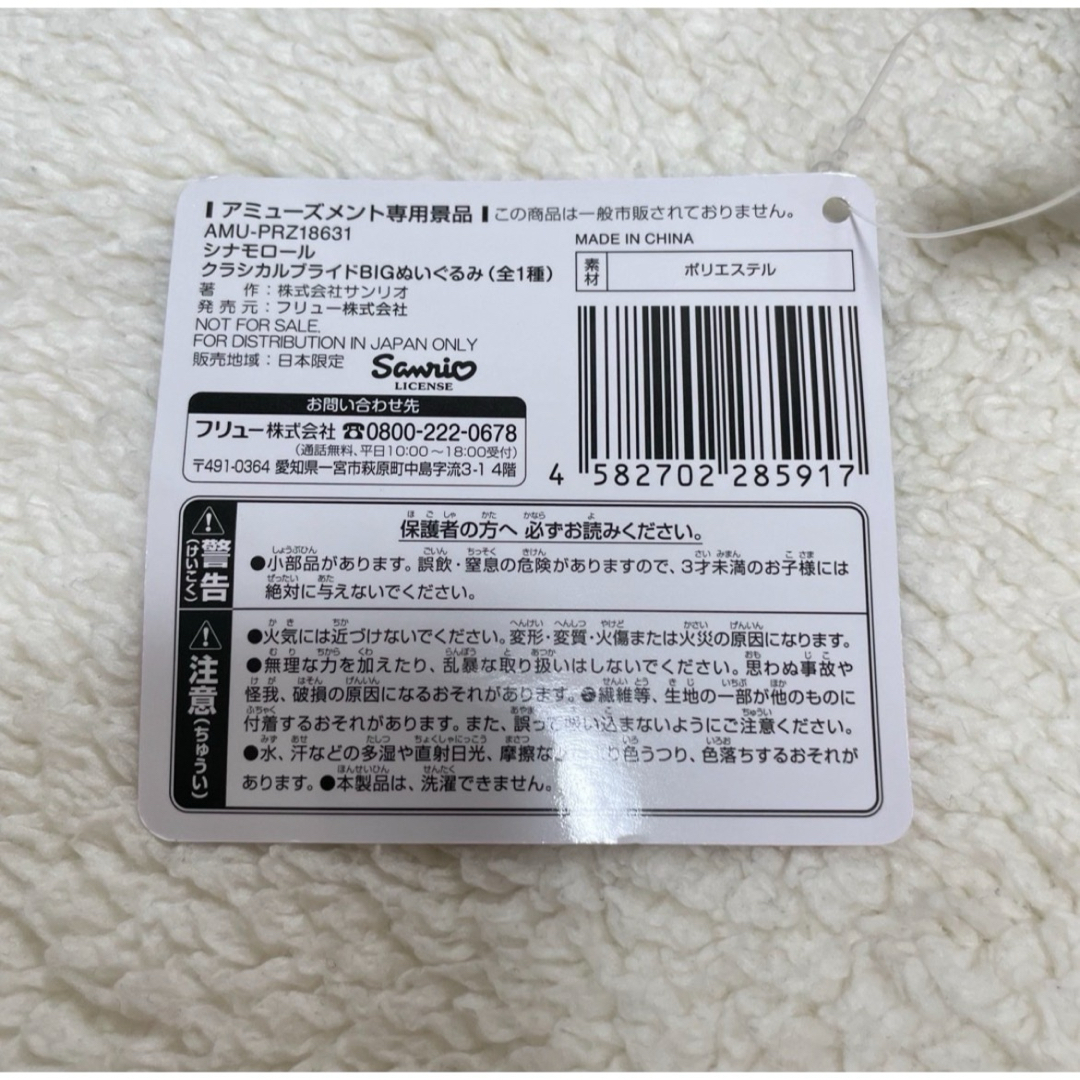 アミューズメント専用景品 この商品は一般市販されておりません。
AMU-PRZ18631
シナモロール
クラシカルブライドBIGぬいぐるみ(全1種)
著 作:株式会社サンリオ
発売元:フリュー株式会社
NOT FOR SALE.
FOR DISTRIBUTION IN JAPAN ONLY
販売地域:日本限定
Sanrio
LICENSE
MADE IN CHINA
素材 ポリエステル
4 582702 285917
お問い合わせ先
フリュー株式会社 ☎0800-222-0678
(通話無料、平日10:00~18:00受付)
〒491-0364 愛知県一宮市萩原町中島字流3-1 4階
警告(けいこく)
保護者の方へ 必ずお読みください。
●小部品があります。誤飲・窒息の危険がありますので、3才未満のお子様には
絶対に与えないでください。
注意(ちゅうい)
●火気には近づけないでください。変形・変質・火傷または火災の原因になります。
●無理な力を加えたり、乱暴な取り扱いはしないでください。思わぬ事故や
怪我、破損の原因になるおそれがあります。●繊維等、生地の一部が他のものに
付着するおそれがあります。また、誤って吸い込まないようにご注意ください。
●水、汗などの多湿や直射日光、摩擦な り色うつり、色落ちするおそれが
あります。●本製品は、洗濯できません。